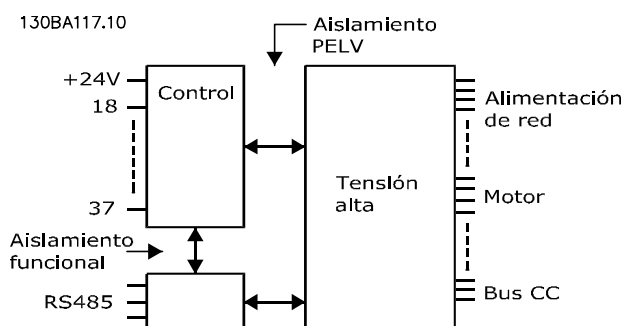 130BA117.10
Aislamiento
PELV
+24V
Control
18
Alimentación
de red
Tensión
alta
37
Motor
Aislamiento
funcional
RS485
Bus CC